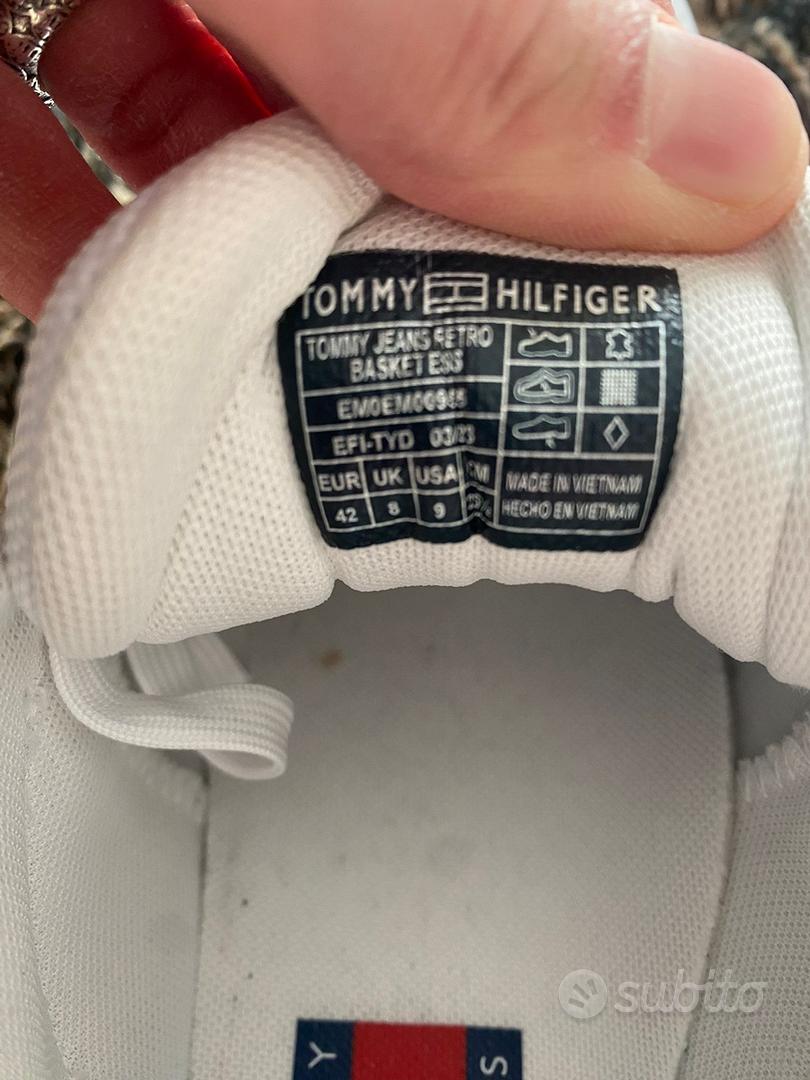 TOMMY HILFIGER
TOMMY JEANS RETRO
BASKET ESS
EFI-TYD 03/23
EUR UK USA CM
42 8 9
MADE IN VIETNAM
HECHO EN VIETNAM
subito
Y S